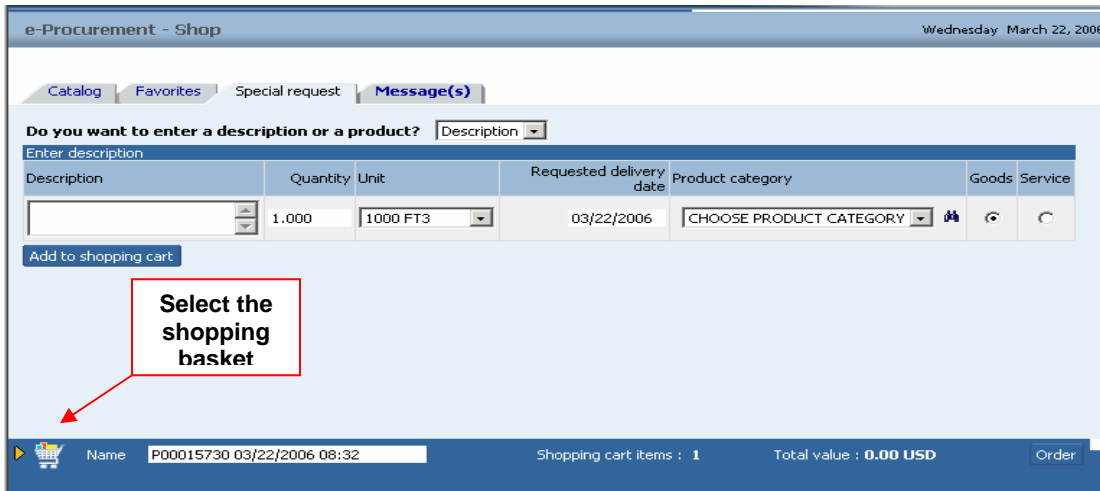 e-Procurement - Shop Wednesday March 22, 2006
Catalog Favorites Special request Message(s)
Do you want to enter a description or a product? Description
Enter description
Description Quantity Unit Requested delivery date Product category Goods Service
1.000 1000 FT3 03/22/2006 CHOOSE PRODUCT CATEGORY
Add to shopping cart
Select the
shopping
basket
Name P00015730 03/22/2006 08:32 Shopping cart items : 1 Total value : 0.00 USD Order